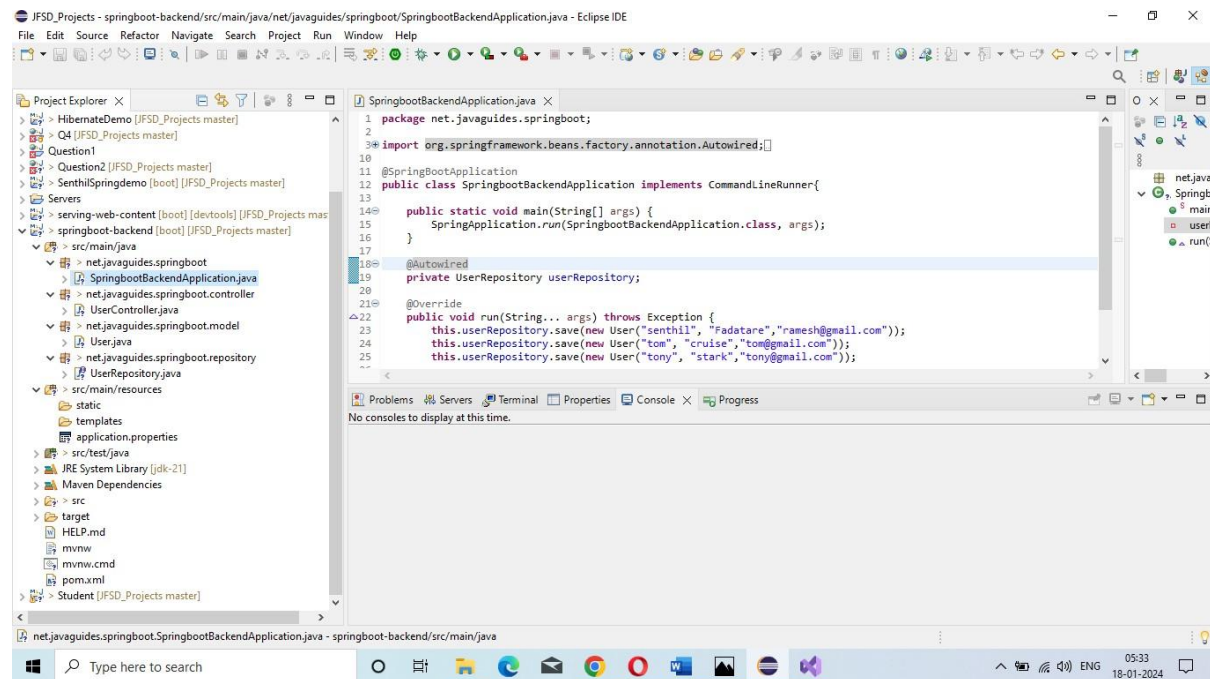 JFSD_Projects - springboot-backend/src/main/java/net/javaguides/springboot/SpringbootBackendApplication.java - Eclipse IDE
File Edit Source Refactor Navigate Search Project Run Window Help
Project Explorer
> HibernateDemo [JFSD_Projects master]
> Q4 [JFSD_Projects master]
Question1
> Question2 [JFSD_Projects master]
> SenthilSpringdemo [boot] [JFSD_Projects master]
Servers
> serving-web-content [boot] [devtools] [JFSD_Projects mas
> springboot-backend [boot] [JFSD_Projects master]
> src/main/java
> net.javaguides.springboot
> SpringbootBackendApplication.java
> net.javaguides.springboot.controller
> UserController.java
> net.javaguides.springboot.model
> User.java
> net.javaguides.springboot.repository
> UserRepository.java
> src/main/resources
static
templates
application.properties
> src/test/java
JRE System Library [jdk-21]
Maven Dependencies
> src
target
HELP.md
mvnw
mvnw.cmd
pom.xml
> Student [JFSD_Projects master]
SpringbootBackendApplication.java
1 package net.javaguides.springboot;
2
3 import org.springframework.beans.factory.annotation.Autowired;
10
11 @SpringBootApplication
12 public class SpringbootBackendApplication implements CommandLineRunner{
13
14 public static void main(String[] args) {
15 SpringApplication.run(SpringbootBackendApplication.class, args);
16 }
17
18 @Autowired
19 private UserRepository userRepository;
20
21 @Override
22 public void run(String... args) throws Exception {
23 this.userRepository.save(new User("senthil", "Fadatare","ramesh@gmail.com"));
24 this.userRepository.save(new User("tom", "cruise","tom@gmail.com"));
25 this.userRepository.save(new User("tony", "stark","tony@gmail.com"));
O
net.java
Springb
main
user
run(
Problems Servers Terminal Properties Console Progress
No consoles to display at this time.
net.javaguides.springboot.SpringbootBackendApplication.java - springboot-backend/src/main/java
Type here to search
ENG
05:33
18-01-2024